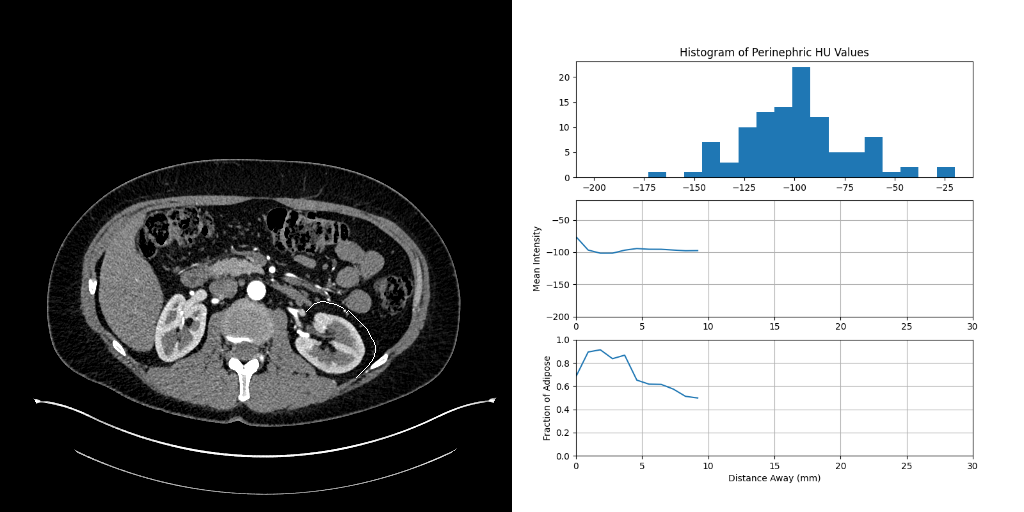 Histogram of Perinephric HU Values
20
15
10
5
0
−200 −175 −150 −125 −100 −75 −50 −25
Mean Intensity
−50
−100
−150
−200
0 5 10 15 20 25 30
Fraction of Adipose
1.0
0.8
0.6
0.4
0.2
0.0
0 5 10 15 20 25 30
Distance Away (mm)